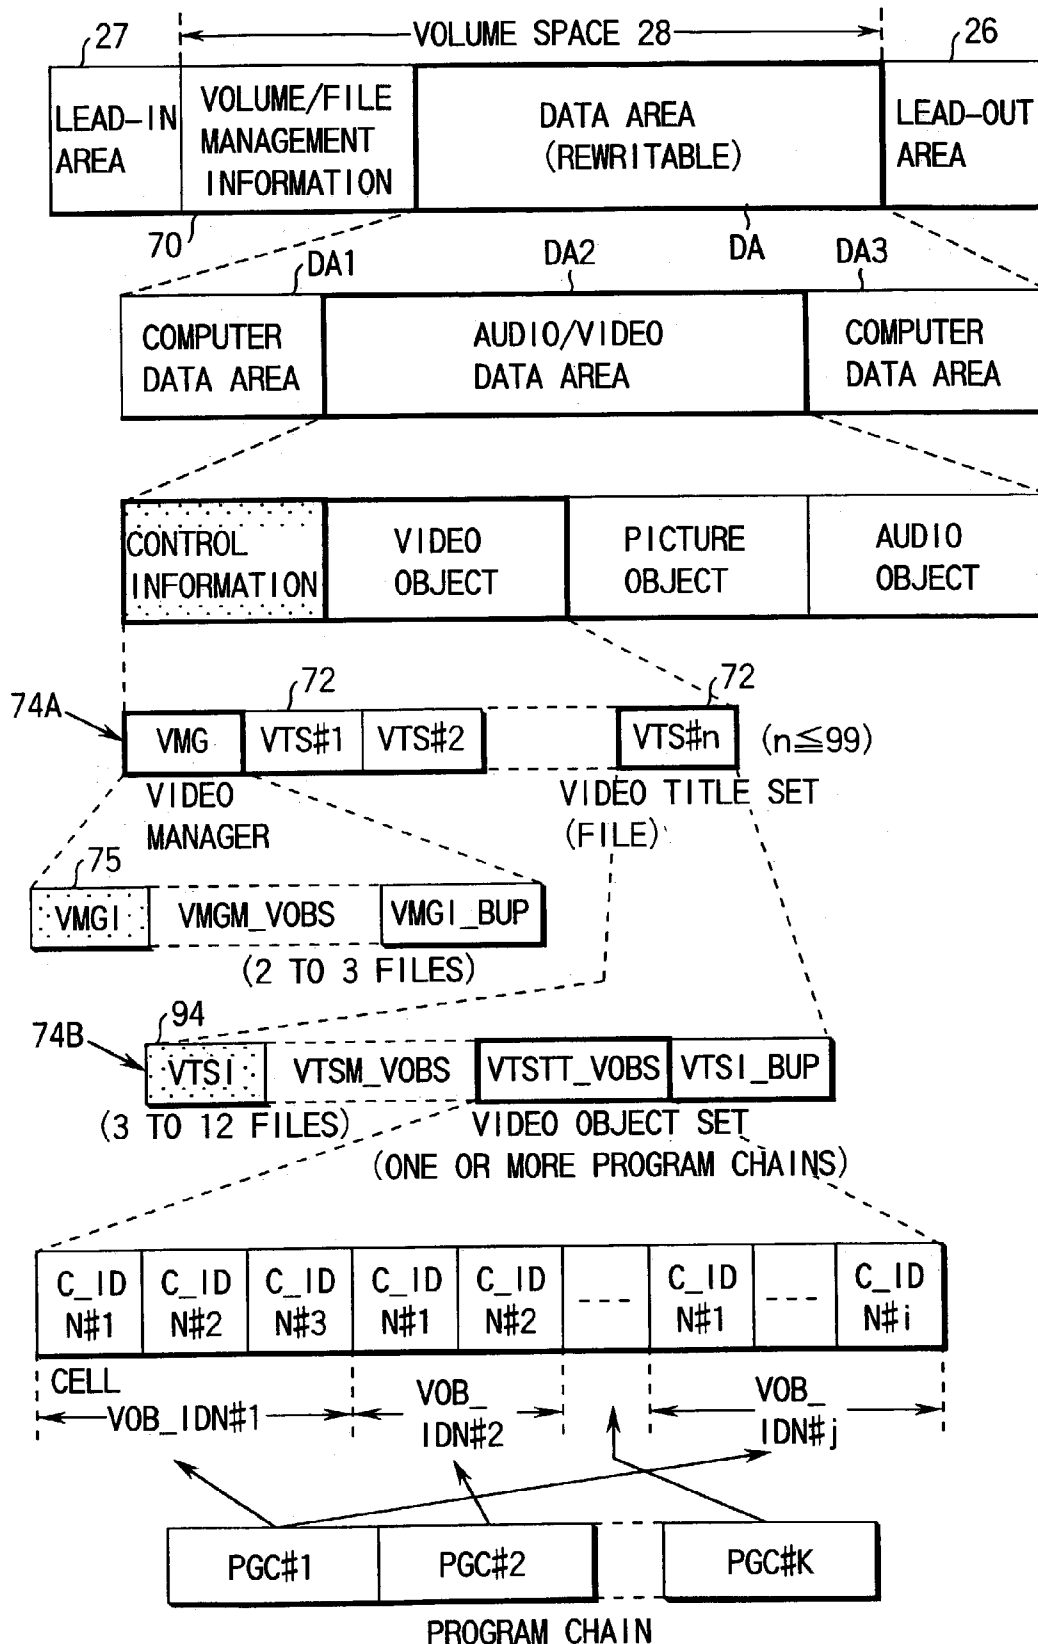 27
VOLUME SPACE 28
26
LEAD-IN
AREA
VOLUME/FILE
MANAGEMENT
INFORMATION
DATA AREA
(REWRITABLE)
LEAD-OUT
AREA
70
DA1
DA2
DA
DA3
COMPUTER
DATA AREA
AUDIO/VIDEO
DATA AREA
COMPUTER
DATA AREA
CONTROL
INFORMATION
VIDEO
OBJECT
PICTURE
OBJECT
AUDIO
OBJECT
74A
72
72
VMG
VTS#1
VTS#2
VTS#n
(n≦99)
VIDEO
MANAGER
VIDEO TITLE SET
(FILE)
75
VMGI
VMGM_VOBS
VMGI_BUP
(2 TO 3 FILES)
74B
94
VTSI
VTSM_VOBS
VTSTT_VOBS
VTSI_BUP
(3 TO 12 FILES)
VIDEO OBJECT SET
(ONE OR MORE PROGRAM CHAINS)
C_ID
N#1
C_ID
N#2
C_ID
N#3
C_ID
N#1
C_ID
N#2
----
C_ID
N#1
----
C_ID
N#i
CELL
VOB_IDN#1
VOB_
IDN#2
VOB_
IDN#j
PGC#1
PGC#2
PGC#K
PROGRAM CHAIN